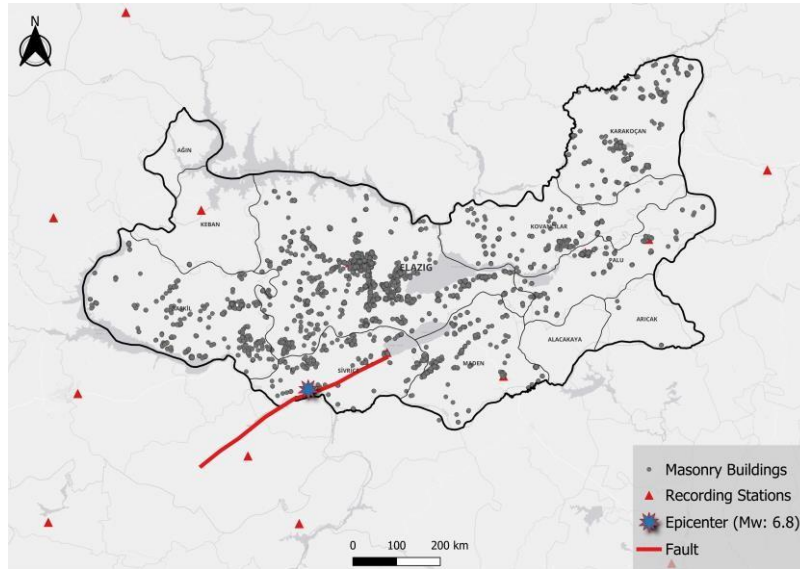 N
AĞIN
KARAKOÇAN
KEBAN
KOVANCILAR
ELAZIG
PALU
ARICAK
ALACAKAYA
MADEN
SİVRİCE
Masonry Buildings
Recording Stations
Epicenter (Mw: 6.8)
Fault
0 100 200 km